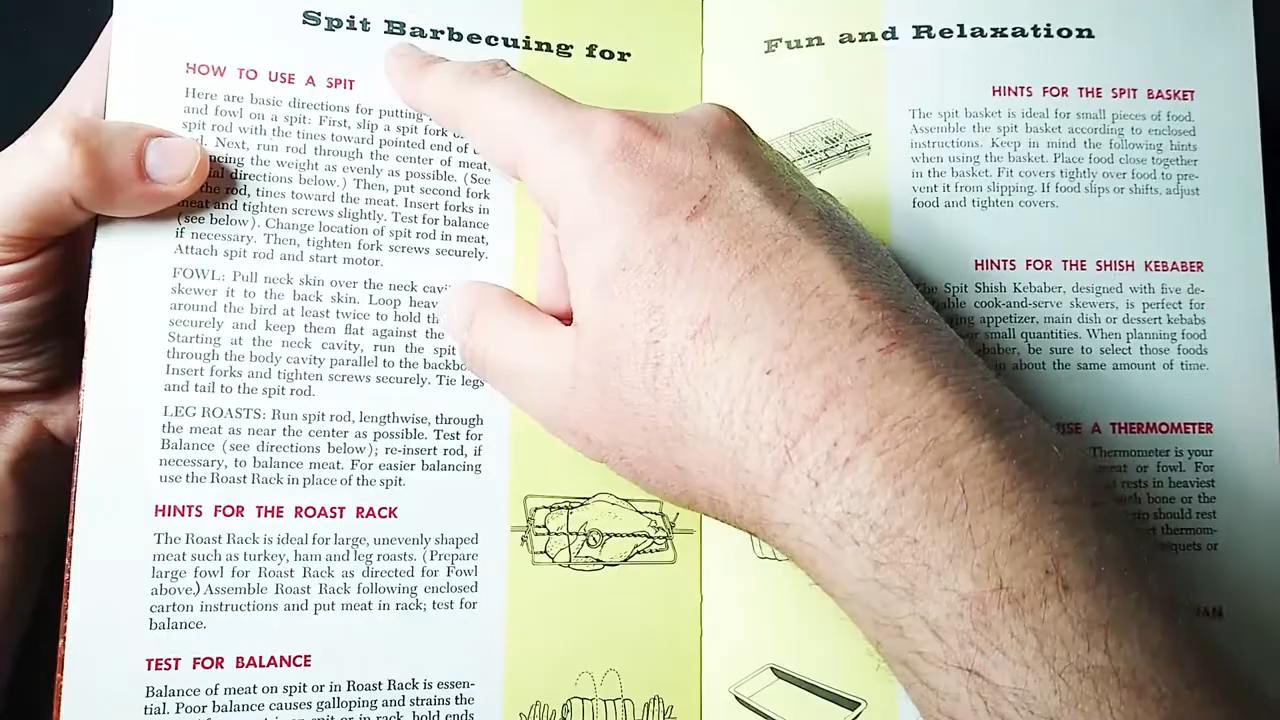 Spit Barbecuing for
Fun and Relaxation
HOW TO USE A SPIT
Here are basic directions for putting
and fowl on a spit: First, slip a spit fork
spit rod with the tines toward pointed end of
Next, run rod through the center of meat,
the weight as evenly as possible. (See
directions below.) Then, put second fork
the rod, tines toward the meat. Insert forks in
meat and tighten screws slightly. Test for balance
(see below). Change location of spit rod in meat,
if necessary. Then, tighten fork screws securely.
Attach spit rod and start motor.
FOWL: Pull neck skin over the neck
skewer it to the back skin. Loop
around the bird at least twice to hold
securely and keep them flat against the
Starting at the neck cavity, run the spit
through the body cavity parallel to the
Insert forks and tighten screws securely. Tie legs
and tail to the spit rod.
LEG ROASTS: Run spit rod, lengthwise, through
the meat as near the center as possible. Test for
Balance (see directions below); re-insert rod, if
necessary, to balance meat. For easier balancing
use the Roast Rack in place of the spit.
HINTS FOR THE ROAST RACK
The Roast Rack is ideal for large, unevenly shaped
meat such as turkey, ham and leg roasts. (Prepare
large fowl for Roast Rack as directed for Fowl
above.) Assemble Roast Rack following enclosed
carton instructions and put meat in rack; test for
balance.
TEST FOR BALANCE
Balance of meat on spit or in Roast Rack is essen-
tial. Poor balance causes galloping and strains the
HINTS FOR THE SPIT BASKET
The spit basket is ideal for small pieces of food.
Assemble the spit basket according to enclosed
instructions. Keep in mind the following hints
when using the basket. Place food close together
in the basket. Fit covers tightly over food to pre-
vent it from slipping. If food slips or shifts, adjust
food and tighten covers.
HINTS FOR THE SHISH KEBABER
Spit Shish Kebaber, designed with five de-
cook-and-serve skewers, is perfect for
appetizer, main dish or dessert kebabs
small quantities. When planning food
be sure to select those foods
in about the same amount of time.
A THERMOMETER
Thermometer is your
or fowl. For
rests in heaviest
bone or the
should rest
thermom-
or